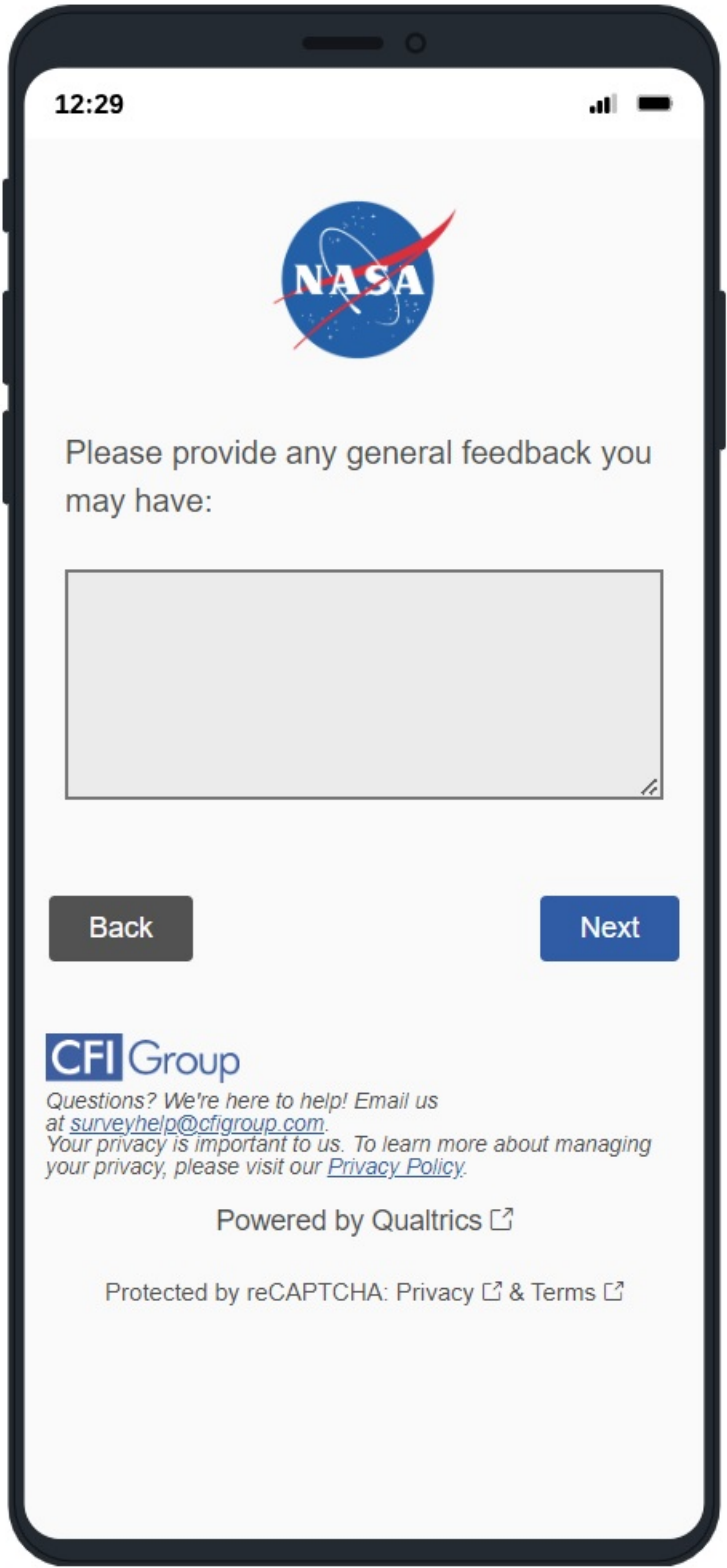 12:29
NASA
Please provide any general feedback you
may have:
Back
Next
CFI Group
Questions? We're here to help! Email us
at surveyhelp@cfigroup.com.
Your privacy is important to us. To learn more about managing
your privacy, please visit our Privacy Policy.
Powered by Qualtrics
Protected by reCAPTCHA: Privacy & Terms